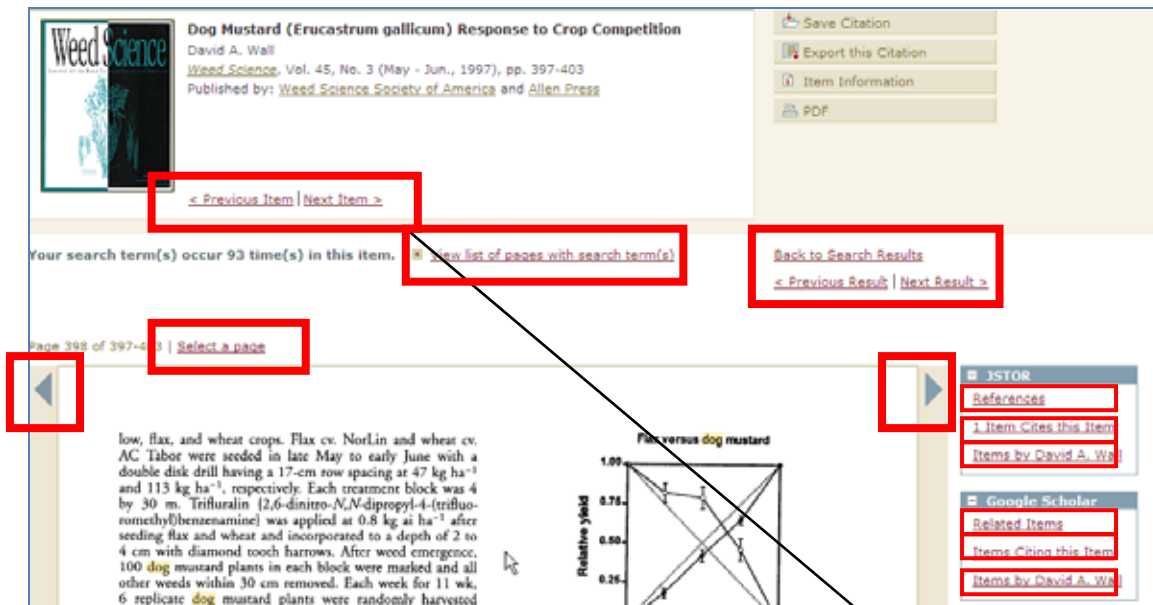 Weed Science
Dog Mustard (Erucastrum gallicum) Response to Crop Competition
David A. Wall
Weed Science, Vol. 45, No. 3 (May - Jun., 1997), pp. 397-403
Published by: Weed Science Society of America and Allen Press
< Previous Item | Next Item >
Save Citation
Export this Citation
Item Information
PDF
Your search term(s) occur 93 time(s) in this item. View list of pages with search term(s)
Back to Search Results
< Previous Result | Next Result >
Page 398 of 397-403 | Select a page
low, flax, and wheat crops. Flax cv. NorLin and wheat cv.
AC Tabor were seeded in late May to early June with a
double disk drill having a 17-cm row spacing at 47 kg ha⁻¹
and 113 kg ha⁻¹, respectively. Each treatment block was 4
by 30 m. Trifluralin {2,6-dinitro-N,N-dipropyl-4-(trifluo-
romethyl)benzenamine] was applied at 0.8 kg ai ha⁻¹ after
seeding flax and wheat and incorporated to a depth of 2 to
4 cm with diamond tooth harrows. After weed emergence,
100 dog mustard plants in each block were marked and all
other weeds within 30 cm removed. Each week for 11 wk,
6 replicate dog mustard plants were randomly harvested
Flax versus dog mustard
Relative yield
1.00
0.75
0.50
0.25
JSTOR
References
1 Item Cites this Item
Items by David A. Wall
Google Scholar
Related Items
Items Citing this Item
Items by David A. Wall